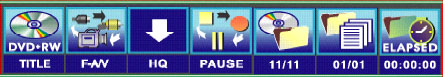 DVD+RW
ELAPSED
TITLE F-A/V HQ PAUSE 11/11 01/01 00:00:00